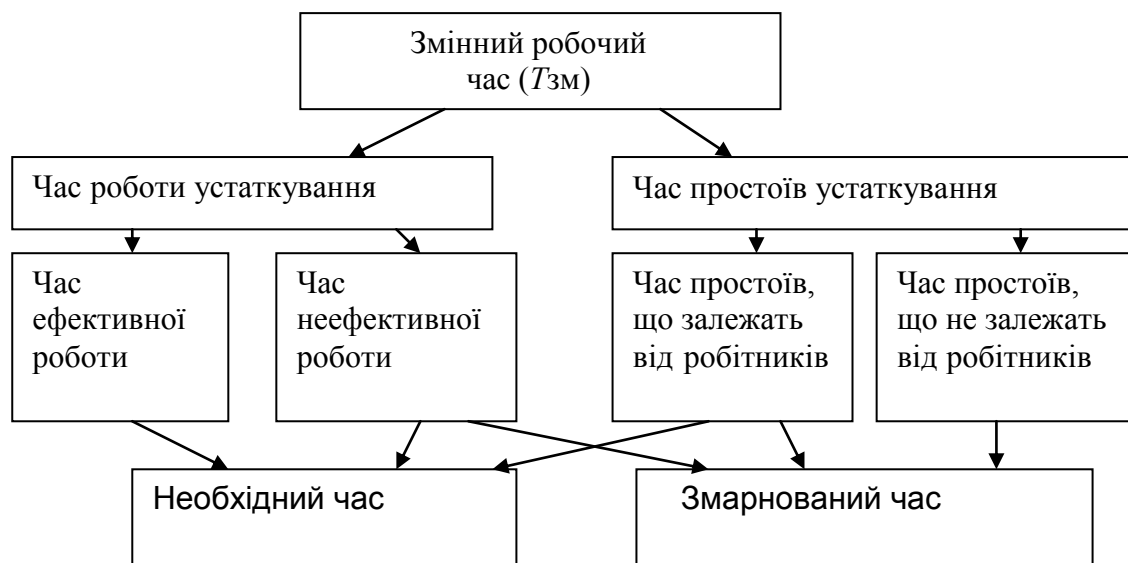 Змінний робочий
час (Тзм)
Час роботи устаткування
Час простоїв устаткування
Час
ефективної
роботи
Час
неефективної
роботи
Час простоїв,
що залежать
від робітників
Час простоїв,
що не залежать
від робітників
Необхідний час
Змарнований час